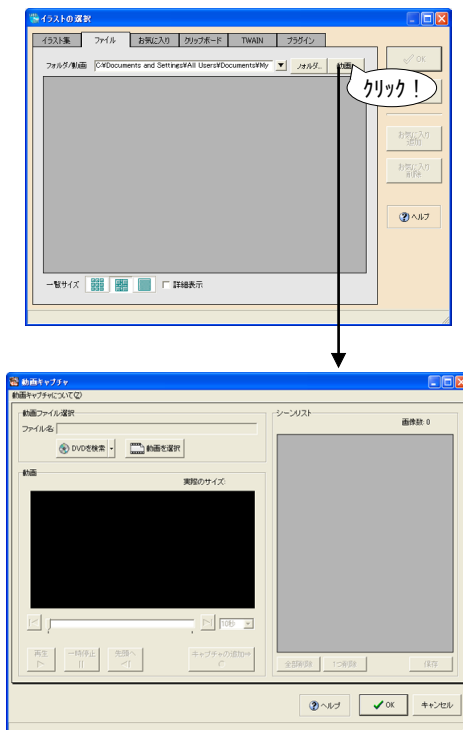 イラストの選択
イラスト集 ファイル お気に入り クリップボード TWAIN プラグイン
フォルダ/動画 C:¥Documents and Settings¥All Users¥Documents¥My フォルダ... 動画
OK
クリック！
お気に入り
追加
お気に入り
削除
ヘルプ
一覧サイズ 詳細表示
動画キャプチャ
動画キャプチャについて(Z)
動画ファイル選択
ファイル名
DVDを検索 動画を選択
シーンリスト
画像数: 0
動画
実際のサイズ:
10秒
再生 一時停止 先頭へ キャプチャの追加⇒
全部削除 1つ削除 保存
ヘルプ OK キャンセル